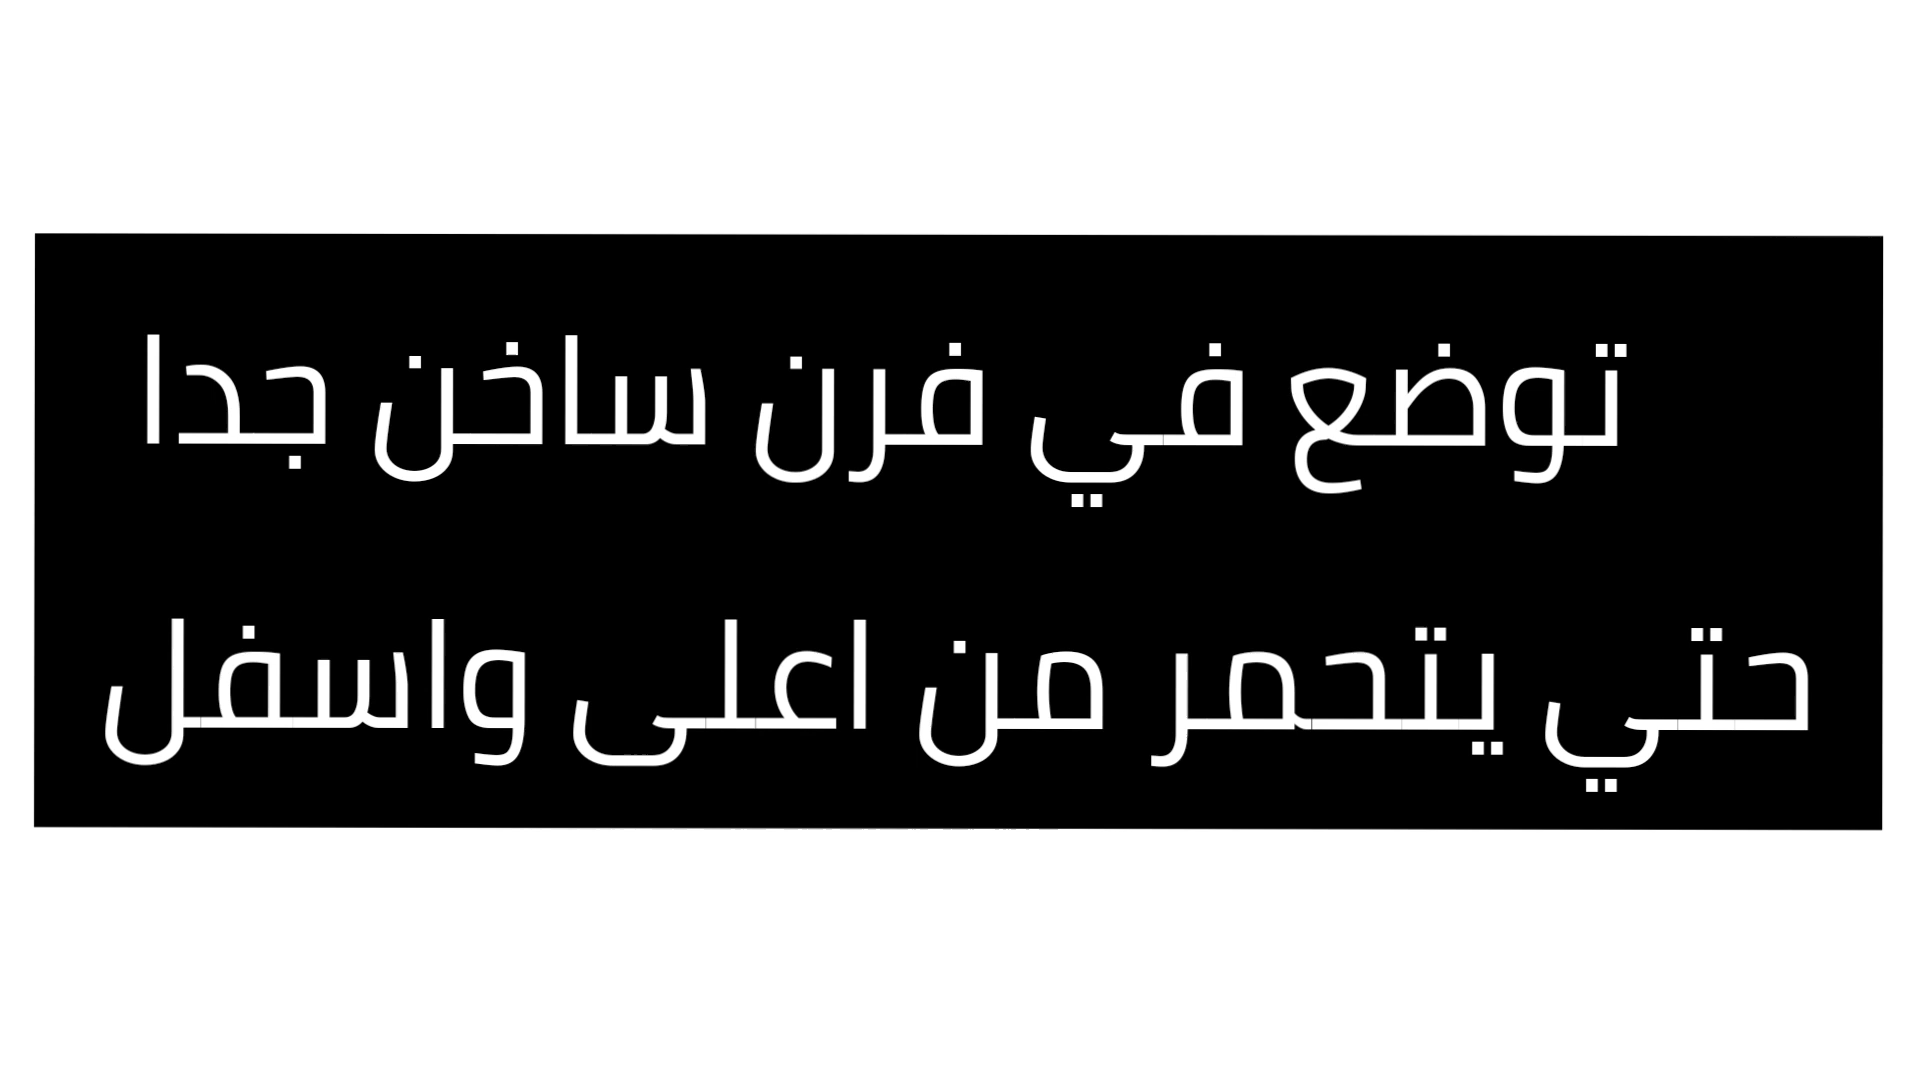 توضع في فرن ساخن جدا
حتي يتحمر من اعلى واسفل